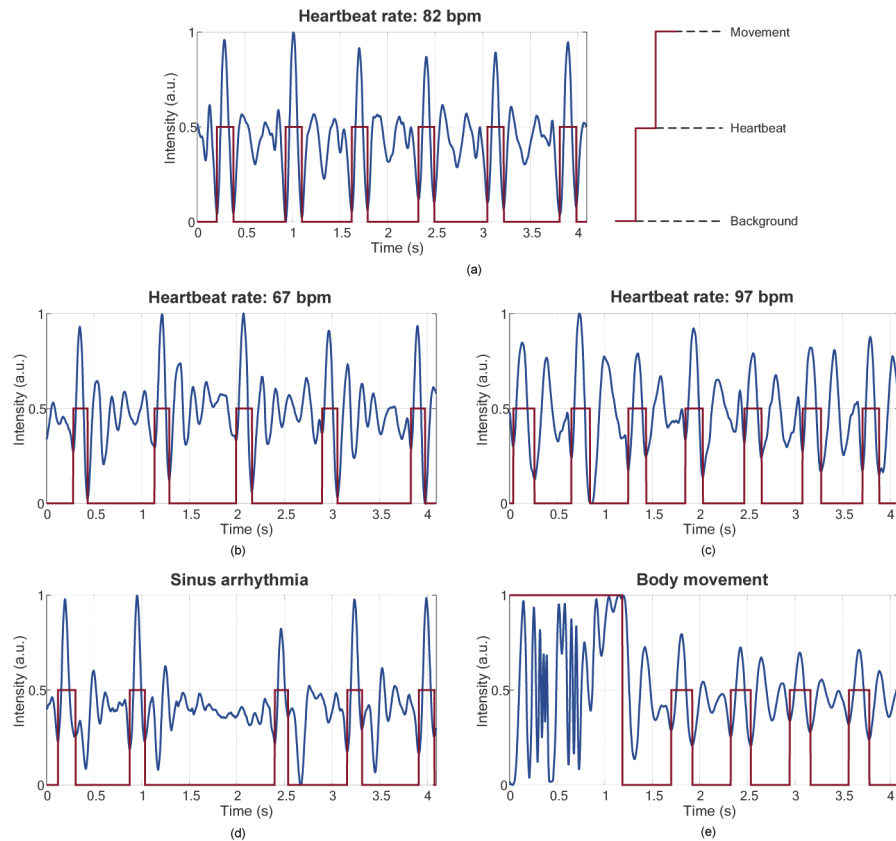 Heartbeat rate: 82 bpm
Intensity (a.u.)
1
0.5
0
0 0.5 1 1.5 2 2.5 3 3.5 4
Time (s)
Movement
Heartbeat
Background
(a)
Heartbeat rate: 67 bpm
Intensity (a.u.)
1
0.5
0
0 0.5 1 1.5 2 2.5 3 3.5 4
Time (s)
(b)
Heartbeat rate: 97 bpm
Intensity (a.u.)
1
0.5
0
0 0.5 1 1.5 2 2.5 3 3.5 4
Time (s)
(c)
Sinus arrhythmia
Intensity (a.u.)
1
0.5
0
0 0.5 1 1.5 2 2.5 3 3.5 4
Time (s)
(d)
Body movement
Intensity (a.u.)
1
0.5
0
0 0.5 1 1.5 2 2.5 3 3.5 4
Time (s)
(e)